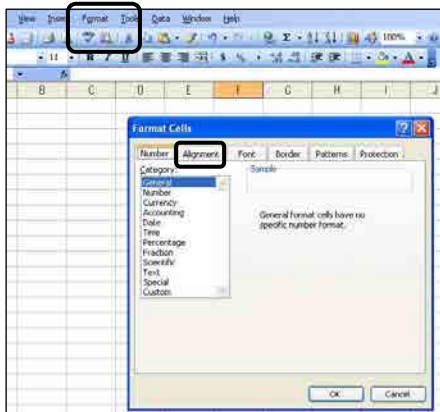 View Insert Format Tools Data Window Help
100%
11 B I U $ %
fx
B C D E F G H I J
Format Cells
Number Alignment Font Border Patterns Protection
Category: Sample
General
Number
Currency
Accounting
Date
Time
Percentage
Fraction
Scientific
Text
Special
Custom
General format cells have no
specific number format.
OK Cancel